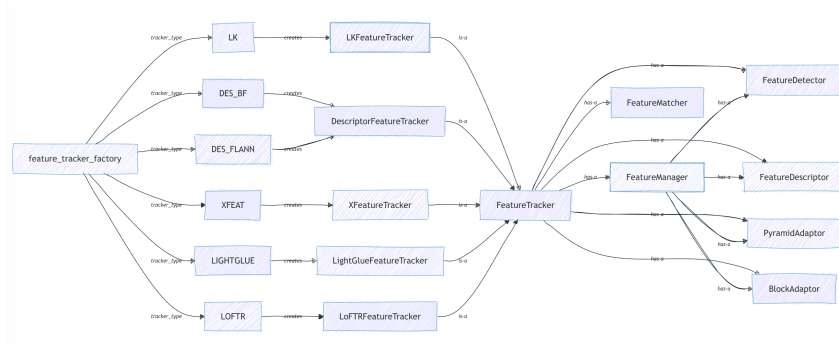 feature_tracker_factory
tracker_type
tracker_type
tracker_type
tracker_type
tracker_type
tracker_type
LK
DES_BF
DES_FLANN
XFEAT
LIGHTGLUE
LOFTR
creates
creates
creates
creates
creates
creates
LKFeatureTracker
DescriptorFeatureTracker
XFeatureTracker
LightGlueFeatureTracker
LoFTRFeatureTracker
is-a
is-a
is-a
is-a
is-a
FeatureTracker
has-a
has-a
has-a
has-a
has-a
has-a
FeatureMatcher
FeatureManager
has-a
has-a
has-a
has-a
FeatureDetector
FeatureDescriptor
PyramidAdaptor
BlockAdaptor